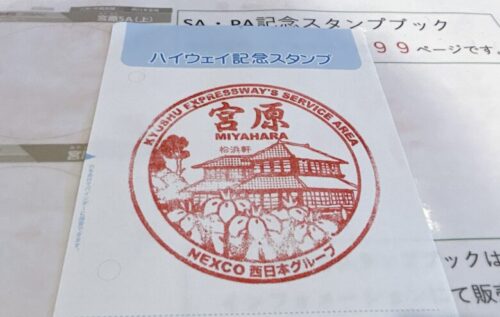 宮原SA(上)
SA・PA記念スタンプブック
99ページです。
ハイウェイ記念スタンプ
KYUSHU EXPRESSWAY'S SERVICE AREA
宮原
MIYAHARA
松浜軒
NEXCO 西日本グループ
ブックは
て販売